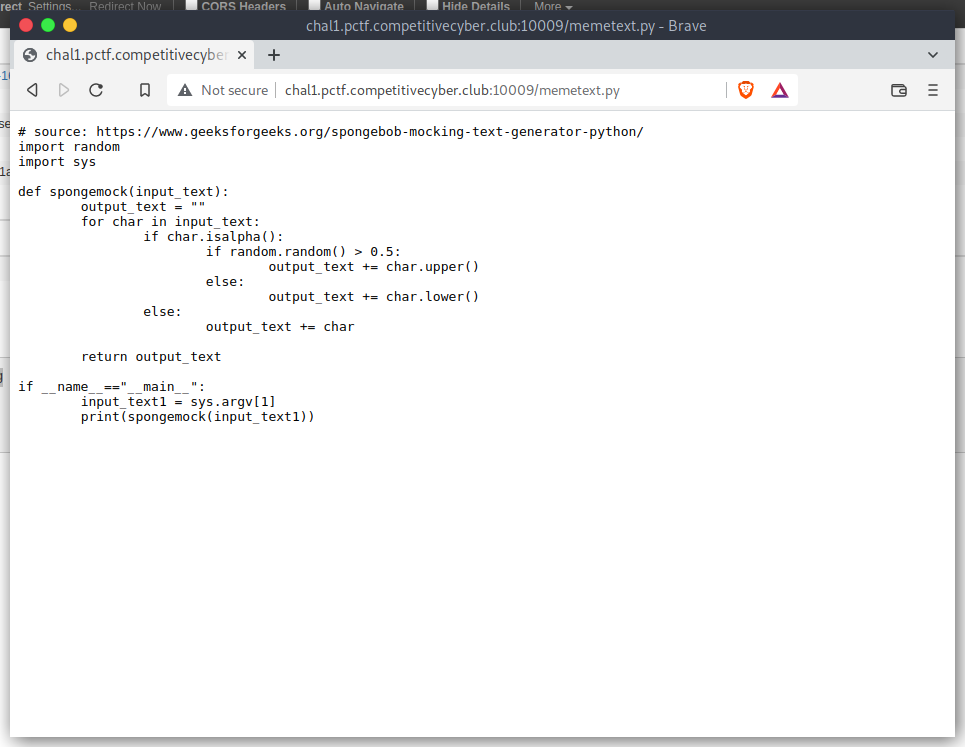 rect Settings... Redirect Now CORS Headers Auto Navigate Hide Details More
chal1.pctf.competitivecyber.club:10009/memetext.py - Brave
chal1.pctf.competitivecyber
Not secure chal1.pctf.competitivecyber.club:10009/memetext.py
# source: https://www.geeksforgeeks.org/spongebob-mocking-text-generator-python/
import random
import sys
def spongemock(input_text):
output_text = ""
for char in input_text:
if char.isalpha():
if random.random() > 0.5:
output_text += char.upper()
else:
output_text += char.lower()
else:
output_text += char
return output_text
if __name__=="__main__":
input_text1 = sys.argv[1]
print(spongemock(input_text1))